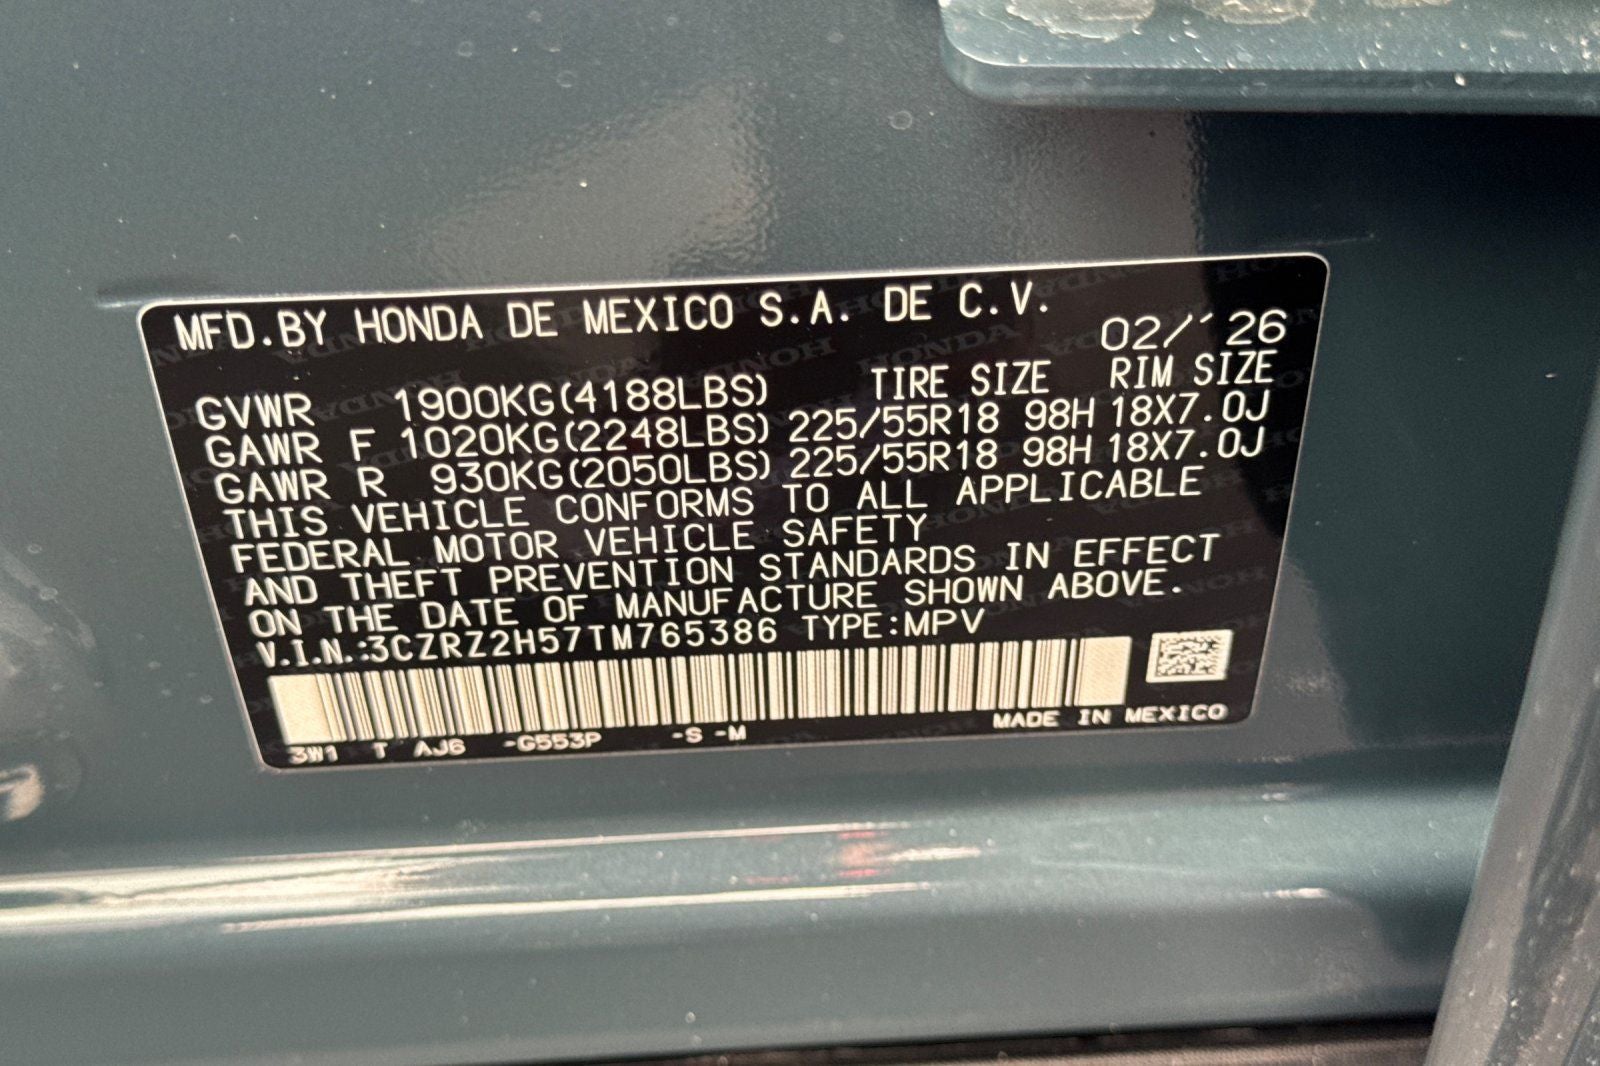 MFD.BY HONDA DE MEXICO S.A. DE C.V.
02/'26
TIRE SIZE RIM SIZE
GVWR 1900KG(4188LBS)
GAWR F 1020KG(2248LBS) 225/55R18 98H 18X7.0J
GAWR R 930KG(2050LBS) 225/55R18 98H 18X7.0J
THIS VEHICLE CONFORMS TO ALL APPLICABLE
FEDERAL MOTOR VEHICLE SAFETY
AND THEFT PREVENTION STANDARDS IN EFFECT
ON THE DATE OF MANUFACTURE SHOWN ABOVE.
V.I.N.:3CZRZ2H57TM765386 TYPE:MPV
3W1 T AJ6 -G553P -S -M MADE IN MEXICO